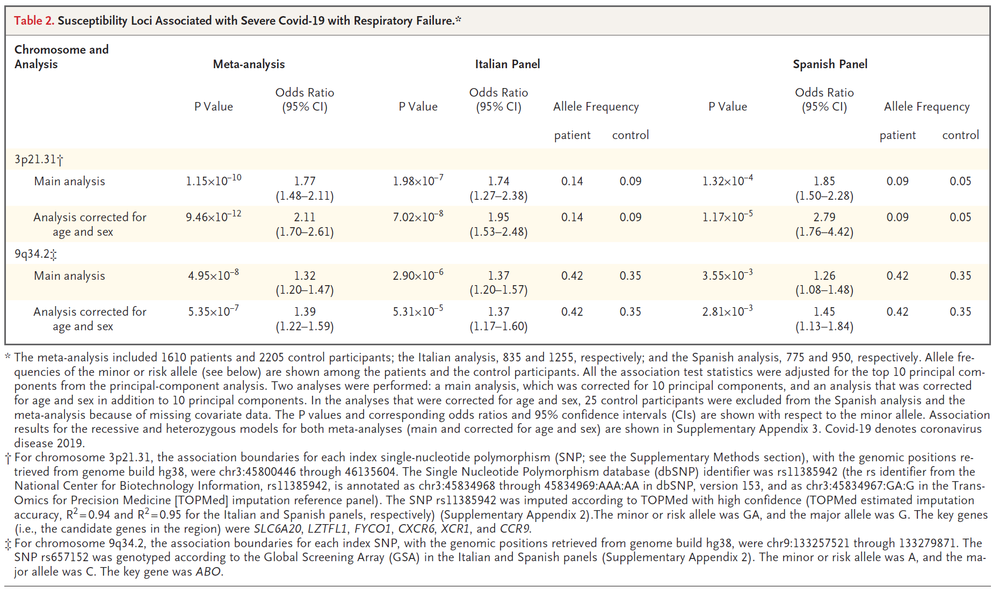 Table 2. Susceptibility Loci Associated with Severe Covid-19 with Respiratory Failure.*
Chromosome and
Analysis Meta-analysis Italian Panel Spanish Panel
Odds Ratio Odds Ratio Odds Ratio
P Value (95% CI) P Value (95% CI) Allele Frequency P Value (95% CI) Allele Frequency
patient control patient control
3p21.31†
Main analysis 1.15×10⁻¹⁰ 1.77 1.98×10⁻⁷ 1.74 0.14 0.09 1.32×10⁻⁴ 1.85 0.09 0.05
(1.48–2.11) (1.27–2.38) (1.50–2.28)
Analysis corrected for 9.46×10⁻¹² 2.11 7.02×10⁻⁸ 1.95 0.14 0.09 1.17×10⁻⁵ 2.79 0.09 0.05
age and sex (1.70–2.61) (1.53–2.48) (1.76–4.42)
9q34.2‡
Main analysis 4.95×10⁻⁸ 1.32 2.90×10⁻⁶ 1.37 0.42 0.35 3.55×10⁻³ 1.26 0.42 0.35
(1.20–1.47) (1.20–1.57) (1.08–1.48)
Analysis corrected for 5.35×10⁻⁷ 1.39 5.31×10⁻⁵ 1.37 0.42 0.35 2.81×10⁻³ 1.45 0.42 0.35
age and sex (1.22–1.59) (1.17–1.60) (1.13–1.84)
* The meta-analysis included 1610 patients and 2205 control participants; the Italian analysis, 835 and 1255, respectively; and the Spanish analysis, 775 and 950, respectively. Allele fre-
quencies of the minor or risk allele (see below) are shown among the patients and the control participants. All the association test statistics were adjusted for the top 10 principal com-
ponents from the principal-component analysis. Two analyses were performed: a main analysis, which was corrected for 10 principal components, and an analysis that was corrected
for age and sex in addition to 10 principal components. In the analyses that were corrected for age and sex, 25 control participants were excluded from the Spanish analysis and the
meta-analysis because of missing covariate data. The P values and corresponding odds ratios and 95% confidence intervals (CIs) are shown with respect to the minor allele. Association
results for the recessive and heterozygous models for both meta-analyses (main and corrected for age and sex) are shown in Supplementary Appendix 3. Covid-19 denotes coronavirus
disease 2019.
† For chromosome 3p21.31, the association boundaries for each index single-nucleotide polymorphism (SNP; see the Supplementary Methods section), with the genomic positions re-
trieved from genome build hg38, were chr3:45800446 through 46135604. The Single Nucleotide Polymorphism database (dbSNP) identifier was rs11385942 (the rs identifier from the
National Center for Biotechnology Information, rs11385942, is annotated as chr3:45834968 through 45834969:AAA:AA in dbSNP, version 153, and as chr3:45834967:GA:G in the Trans-
Omics for Precision Medicine [TOPMed] imputation reference panel). The SNP rs11385942 was imputed according to TOPMed with high confidence (TOPMed estimated imputation
accuracy, R²=0.94 and R²=0.95 for the Italian and Spanish panels, respectively) (Supplementary Appendix 2).The minor or risk allele was GA, and the major allele was G. The key genes
(i.e., the candidate genes in the region) were SLC6A20, LZTFL1, FYCO1, CXCR6, XCR1, and CCR9.
‡ For chromosome 9q34.2, the association boundaries for each index SNP, with the genomic positions retrieved from genome build hg38, were chr9:133257521 through 133279871. The
SNP rs657152 was genotyped according to the Global Screening Array (GSA) in the Italian and Spanish panels (Supplementary Appendix 2). The minor or risk allele was A, and the ma-
jor allele was C. The key gene was ABO.